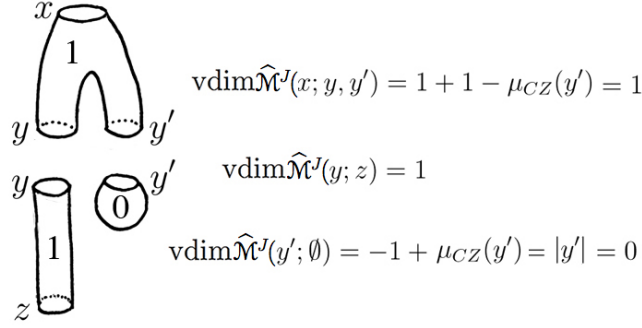 x
1
vdimM̂ᴶ(x; y, y′) = 1 + 1 − μ_CZ(y′) = 1
y y′
y y′ vdimM̂ᴶ(y; z) = 1
0
1 vdimM̂ᴶ(y′; ∅) = −1 + μ_CZ(y′) = |y′| = 0
z